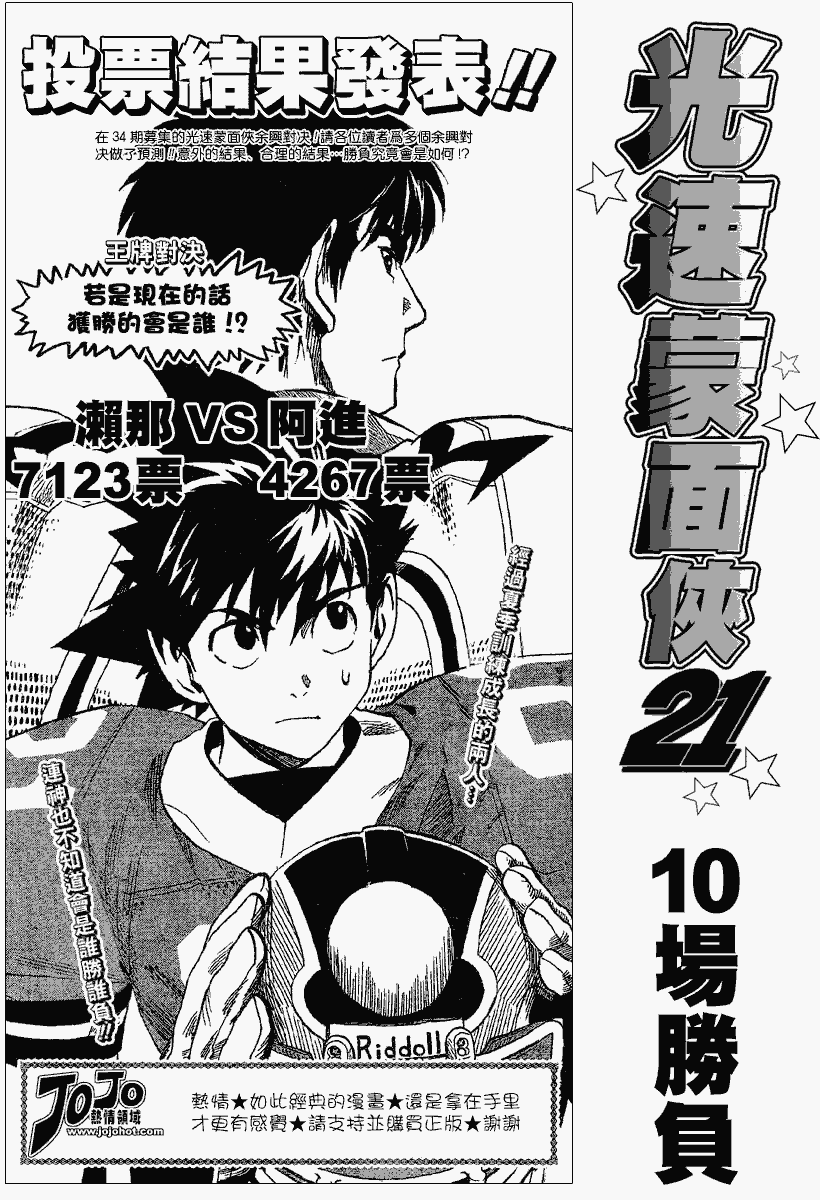 光速蒙面俠
21
10場勝負
投票結果發表!!
在34期募集的光速蒙面俠余興對决!請各位讀者爲多個余興對
决做了預測!!意外的結果、合理的結果…勝負究竟會是如何!?
王牌對決
若是現在的話
獲勝的會是誰!?
瀨那 VS 阿進
7123票 4267票
經過夏季訓練成長的兩人…
連神也不知道會是誰勝誰負!!
Riddell
JOJO
熱情領域
www.jojohot.com
熱情★如此經典的漫畫★還是拿在手里
才更有感覺★請支持並購買正版★謝謝